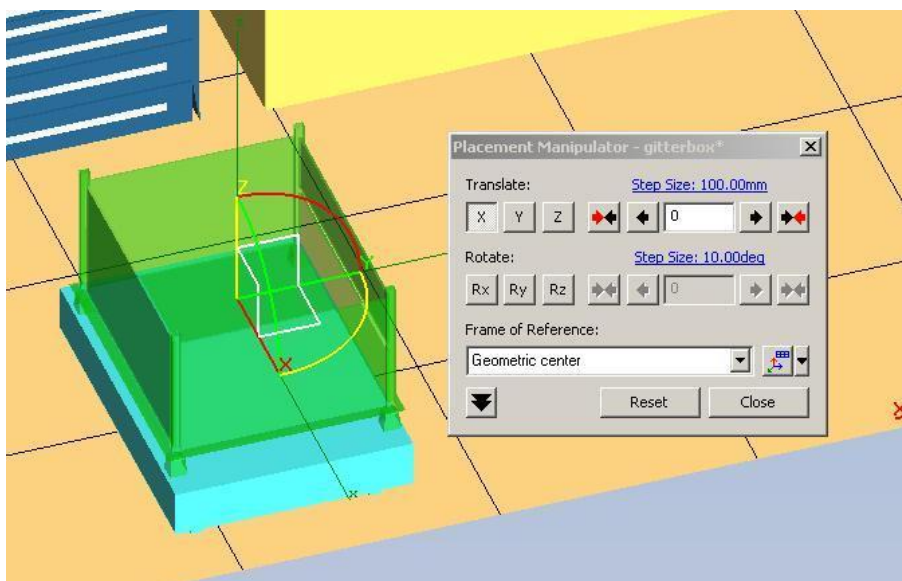 Placement Manipulator - gitterbox*
Translate:
Step Size: 100.00mm
X Y Z 0
Rotate:
Step Size: 10.00deg
Rx Ry Rz 0
Frame of Reference:
Geometric center
Reset Close
Z
Y
X
x